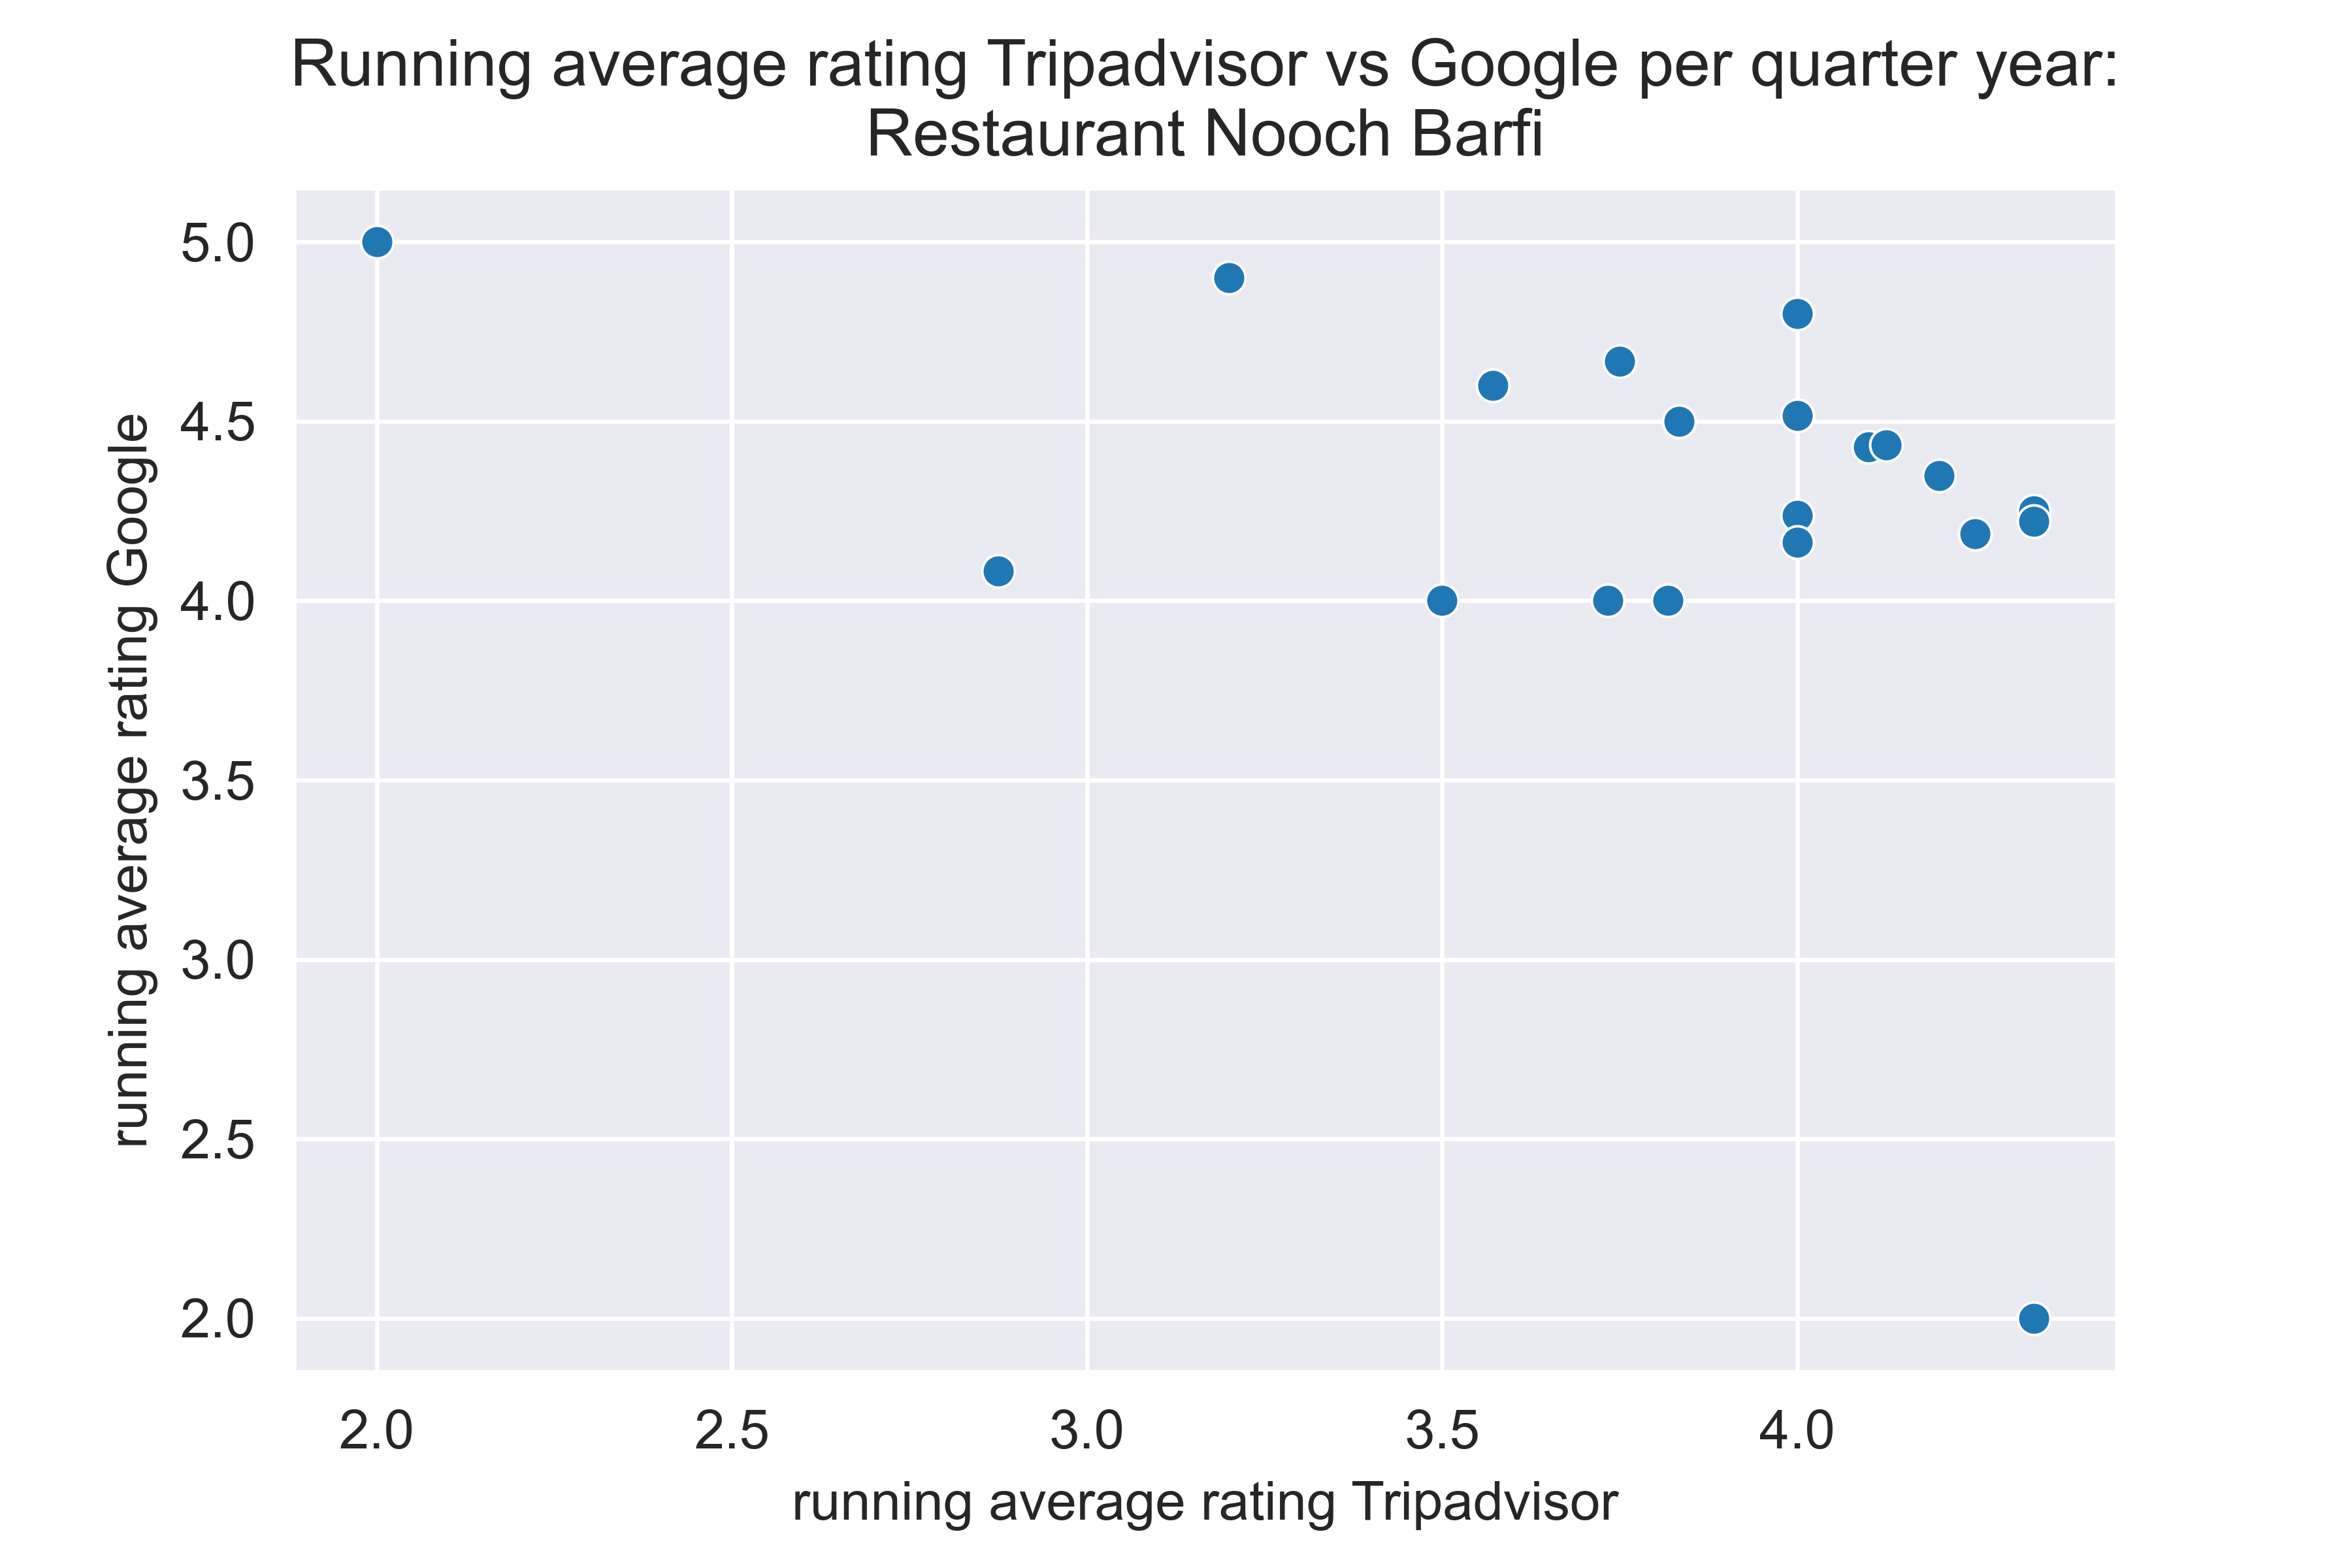 Running average rating Tripadvisor vs Google per quarter year:
Restaurant Nooch Barfi
running average rating Google
5.0
4.5
4.0
3.5
3.0
2.5
2.0
2.0 2.5 3.0 3.5 4.0
running average rating Tripadvisor